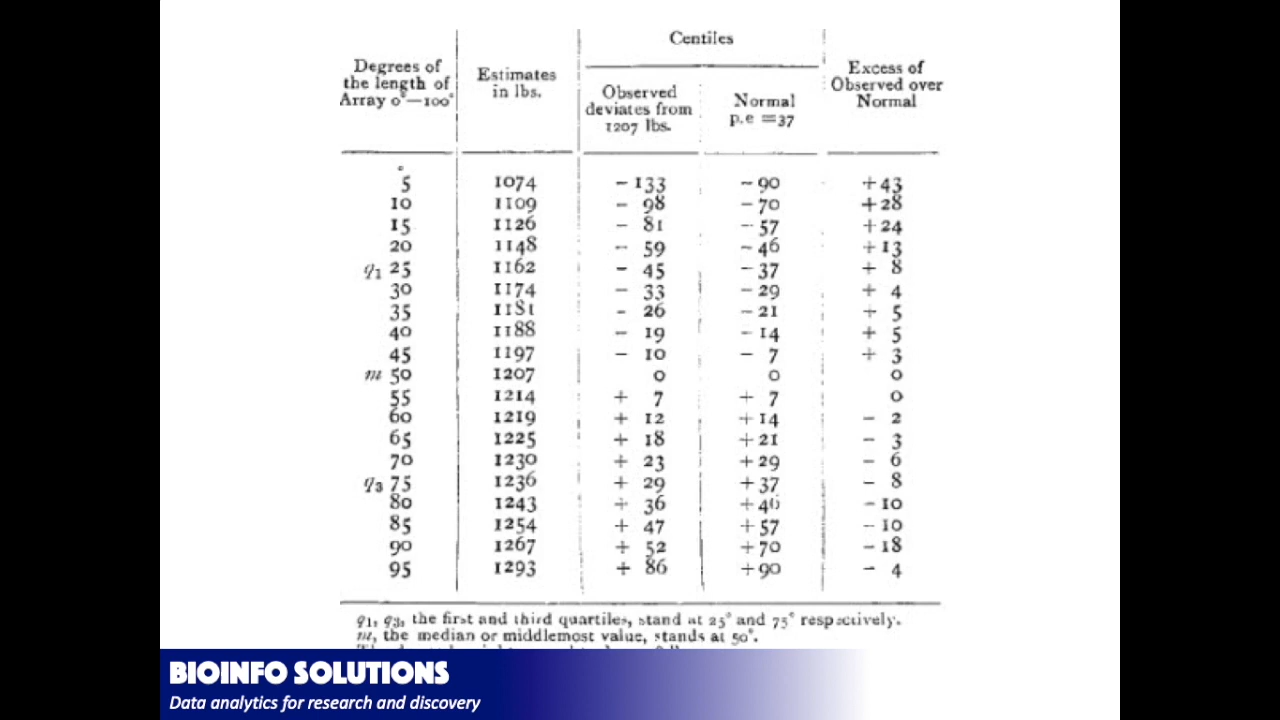 Centiles
Degrees of
the length of
Array 0°—100°
Estimates
in lbs.
Observed
deviates from
1207 lbs.
Normal
p.e =37
Excess of
Observed over
Normal
°
5 1074 - 133 - 90 + 43
10 1109 - 98 - 70 + 28
15 1126 - 81 - 57 + 24
20 1148 - 59 - 46 + 13
q1 25 1162 - 45 - 37 + 8
30 1174 - 33 - 29 + 4
35 1181 - 26 - 21 + 5
40 1188 - 19 - 14 + 5
45 1197 - 10 - 7 + 3
m 50 1207 0 0 0
55 1214 + 7 + 7 0
60 1219 + 12 + 14 - 2
65 1225 + 18 + 21 - 3
70 1230 + 23 + 29 - 6
q3 75 1236 + 29 + 37 - 8
80 1243 + 36 + 46 - 10
85 1254 + 47 + 57 - 10
90 1267 + 52 + 70 - 18
95 1293 + 86 + 90 - 4
q1, q3, the first and third quartiles, stand at 25° and 75° respectively.
m, the median or middlemost value, stands at 50°.
BIOINFO SOLUTIONS
Data analytics for research and discovery